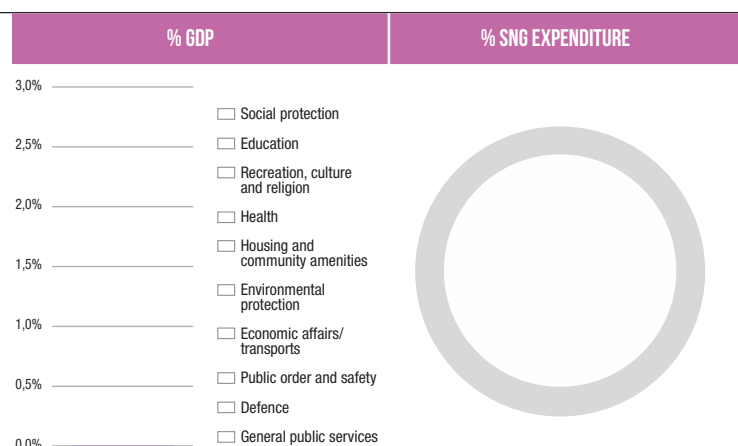 % GDP
% SNG EXPENDITURE
3,0%
2,5%
2,0%
1,5%
1,0%
0,5%
0,0%
Social protection
Education
Recreation, culture
and religion
Health
Housing and
community amenities
Environmental
protection
Economic affairs/
transports
Public order and safety
Defence
General public services